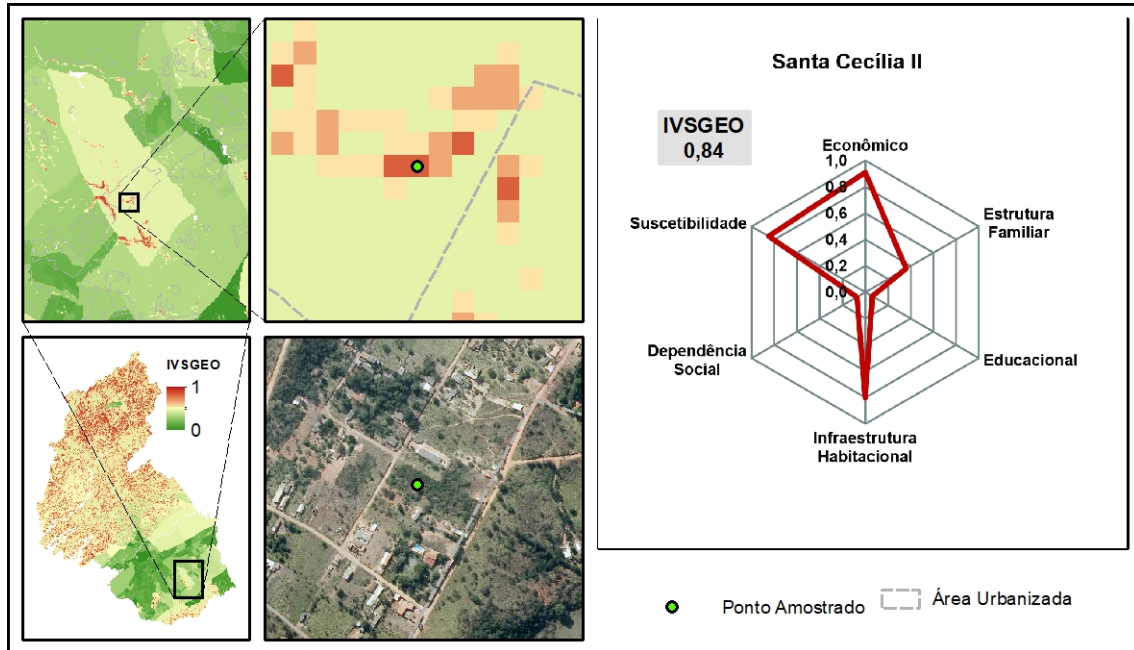 Santa Cecília II
IVSGEO
0,84
Econômico
1,0
0,8
0,6
0,4
0,2
0,0
Estrutura
Familiar
Educacional
Infraestrutura
Habitacional
Dependência
Social
Suscetibilidade
IVSGEO
1
0
Ponto Amostrado
Área Urbanizada